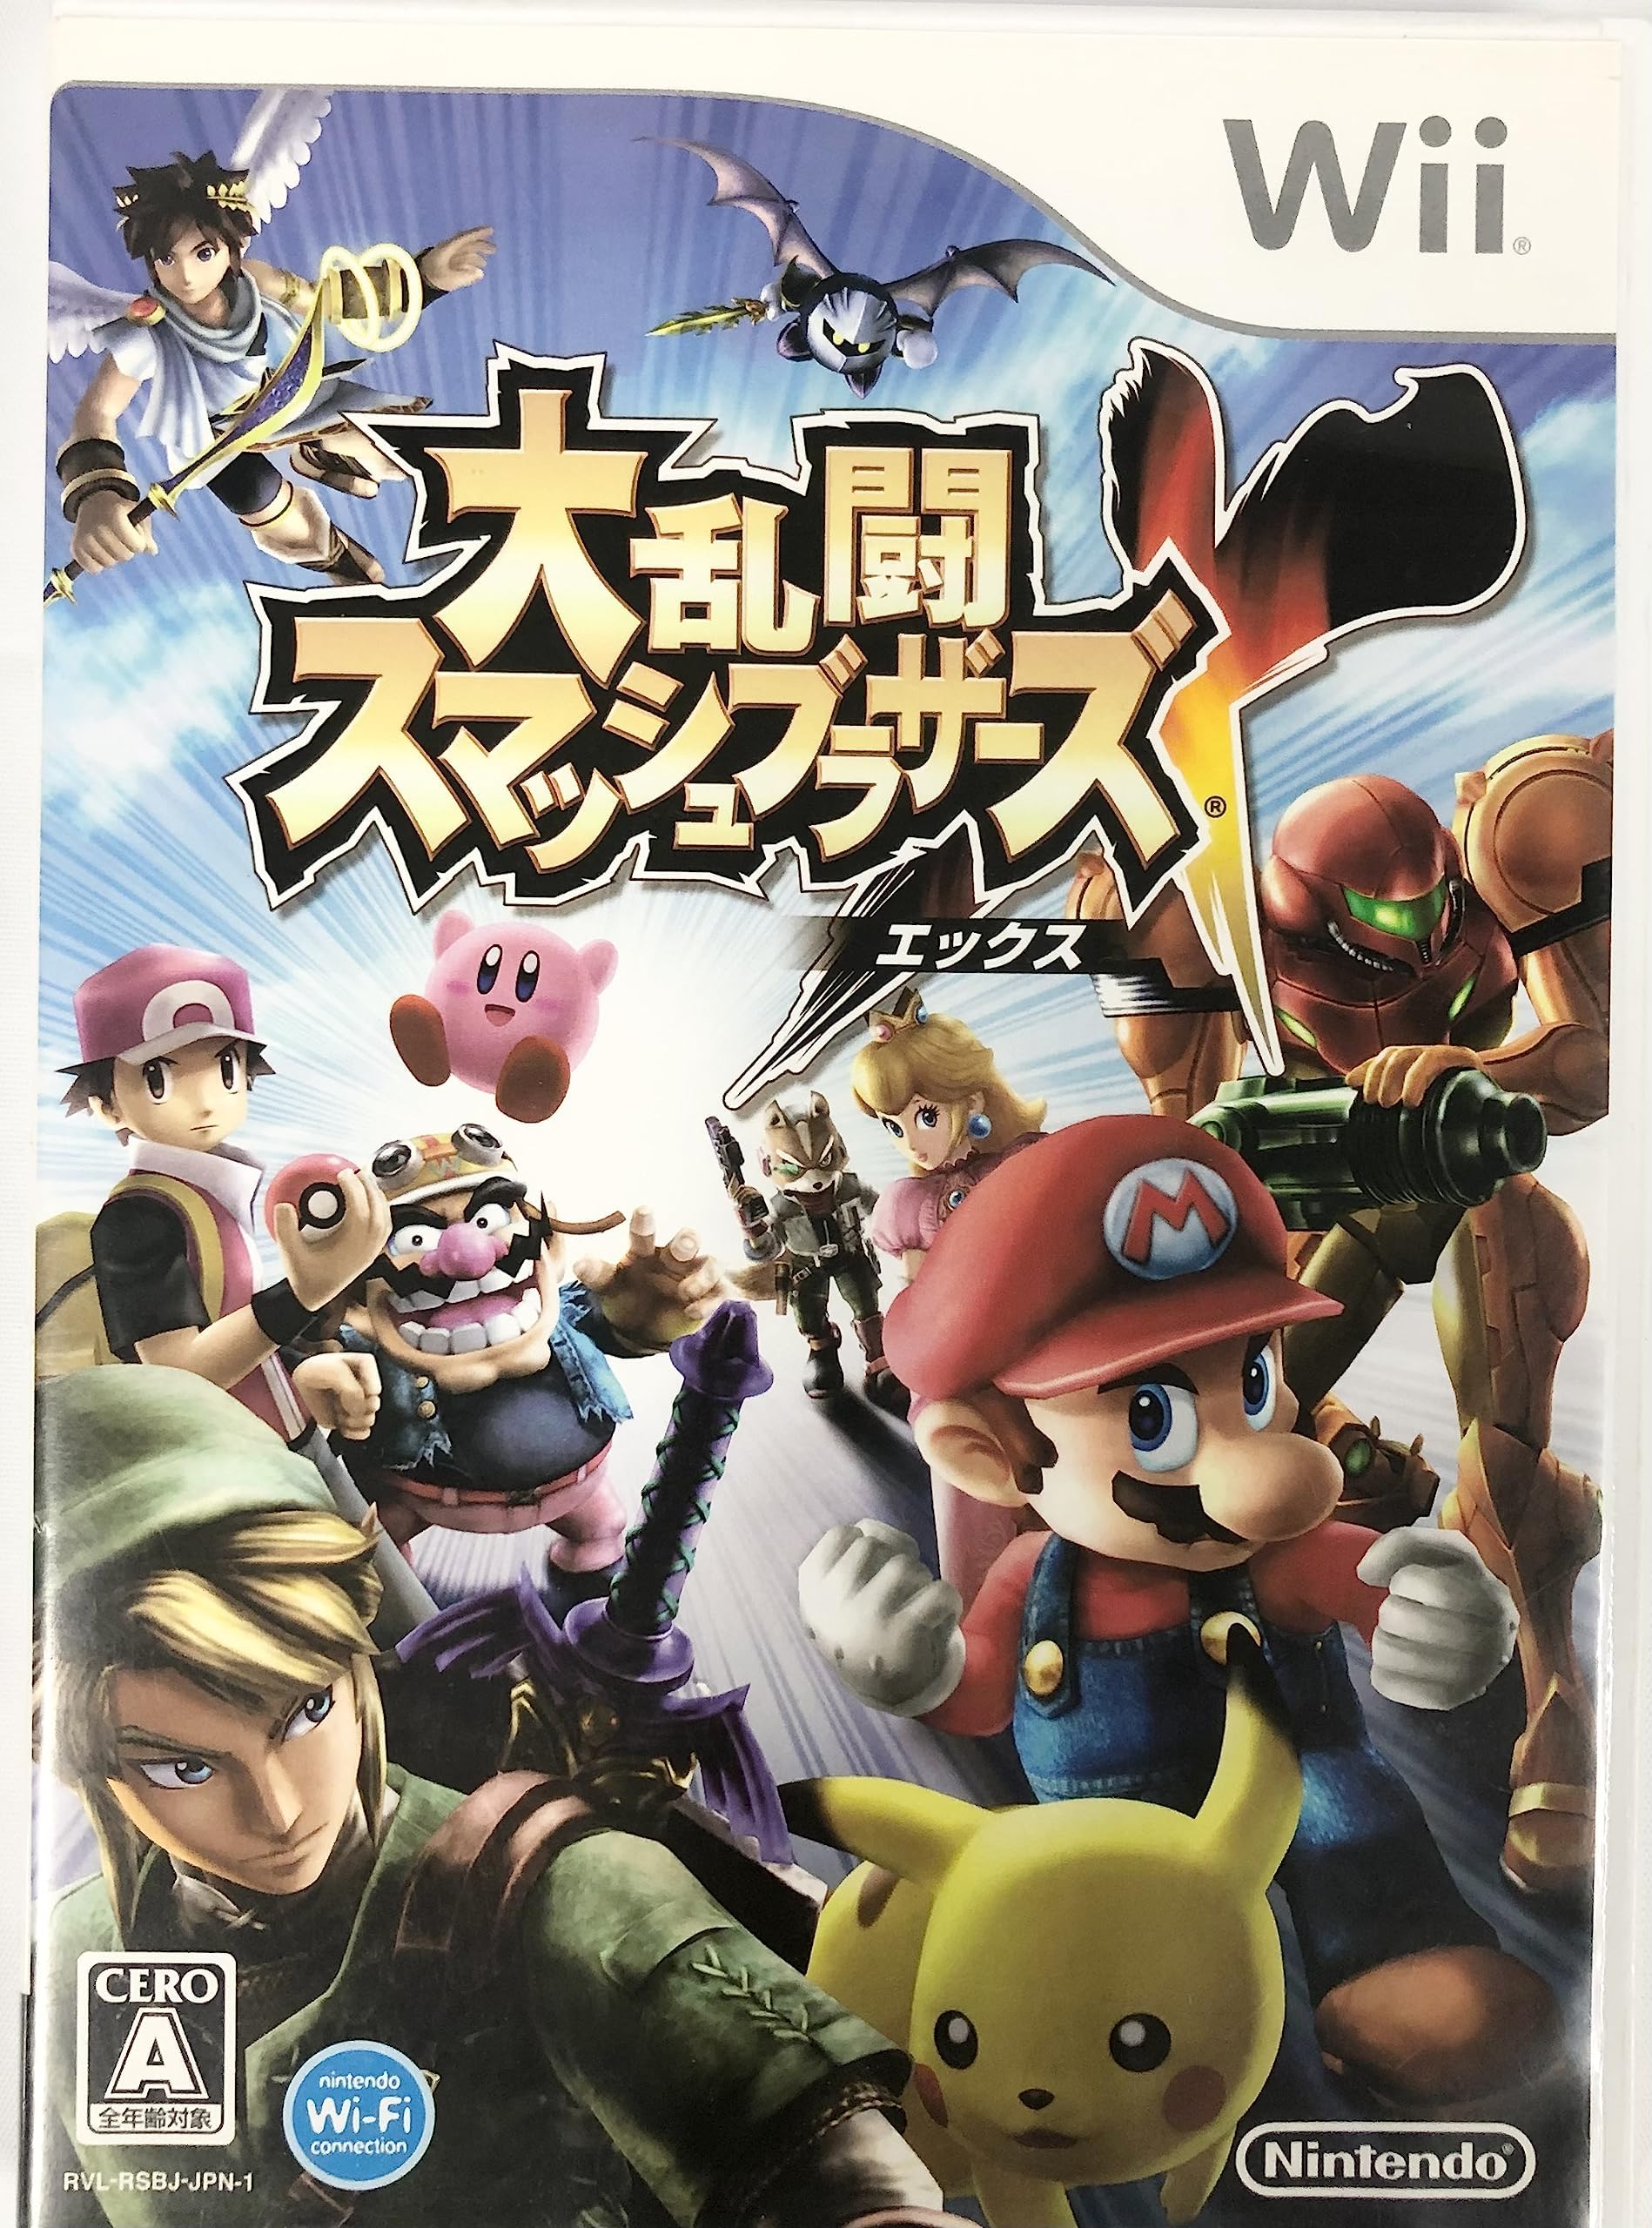 Wii®
大乱闘
スマッシュブラザーズ®
エックス
M
CERO
A
全年齢対象
nintendo
Wi-Fi
connection
RVL-RSBJ-JPN-1
Nintendo®